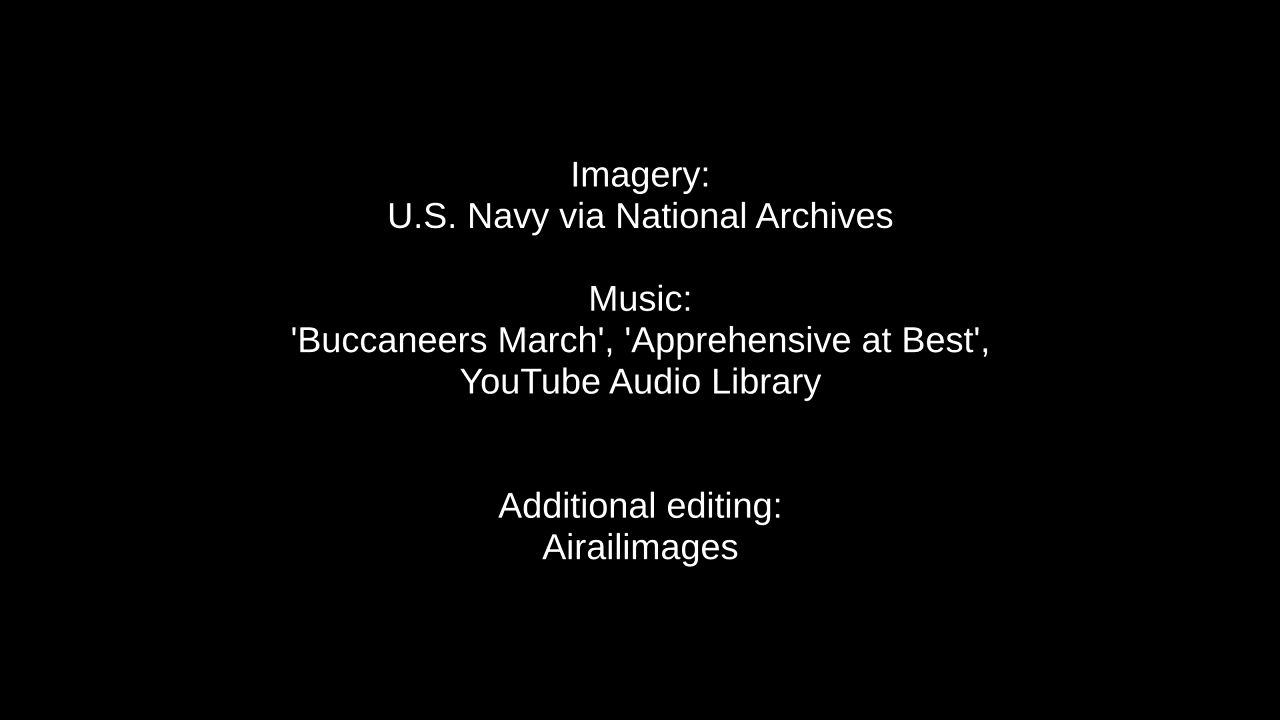 Imagery:
U.S. Navy via National Archives
Music:
'Buccaneers March', 'Apprehensive at Best',
YouTube Audio Library
Additional editing:
Airailimages